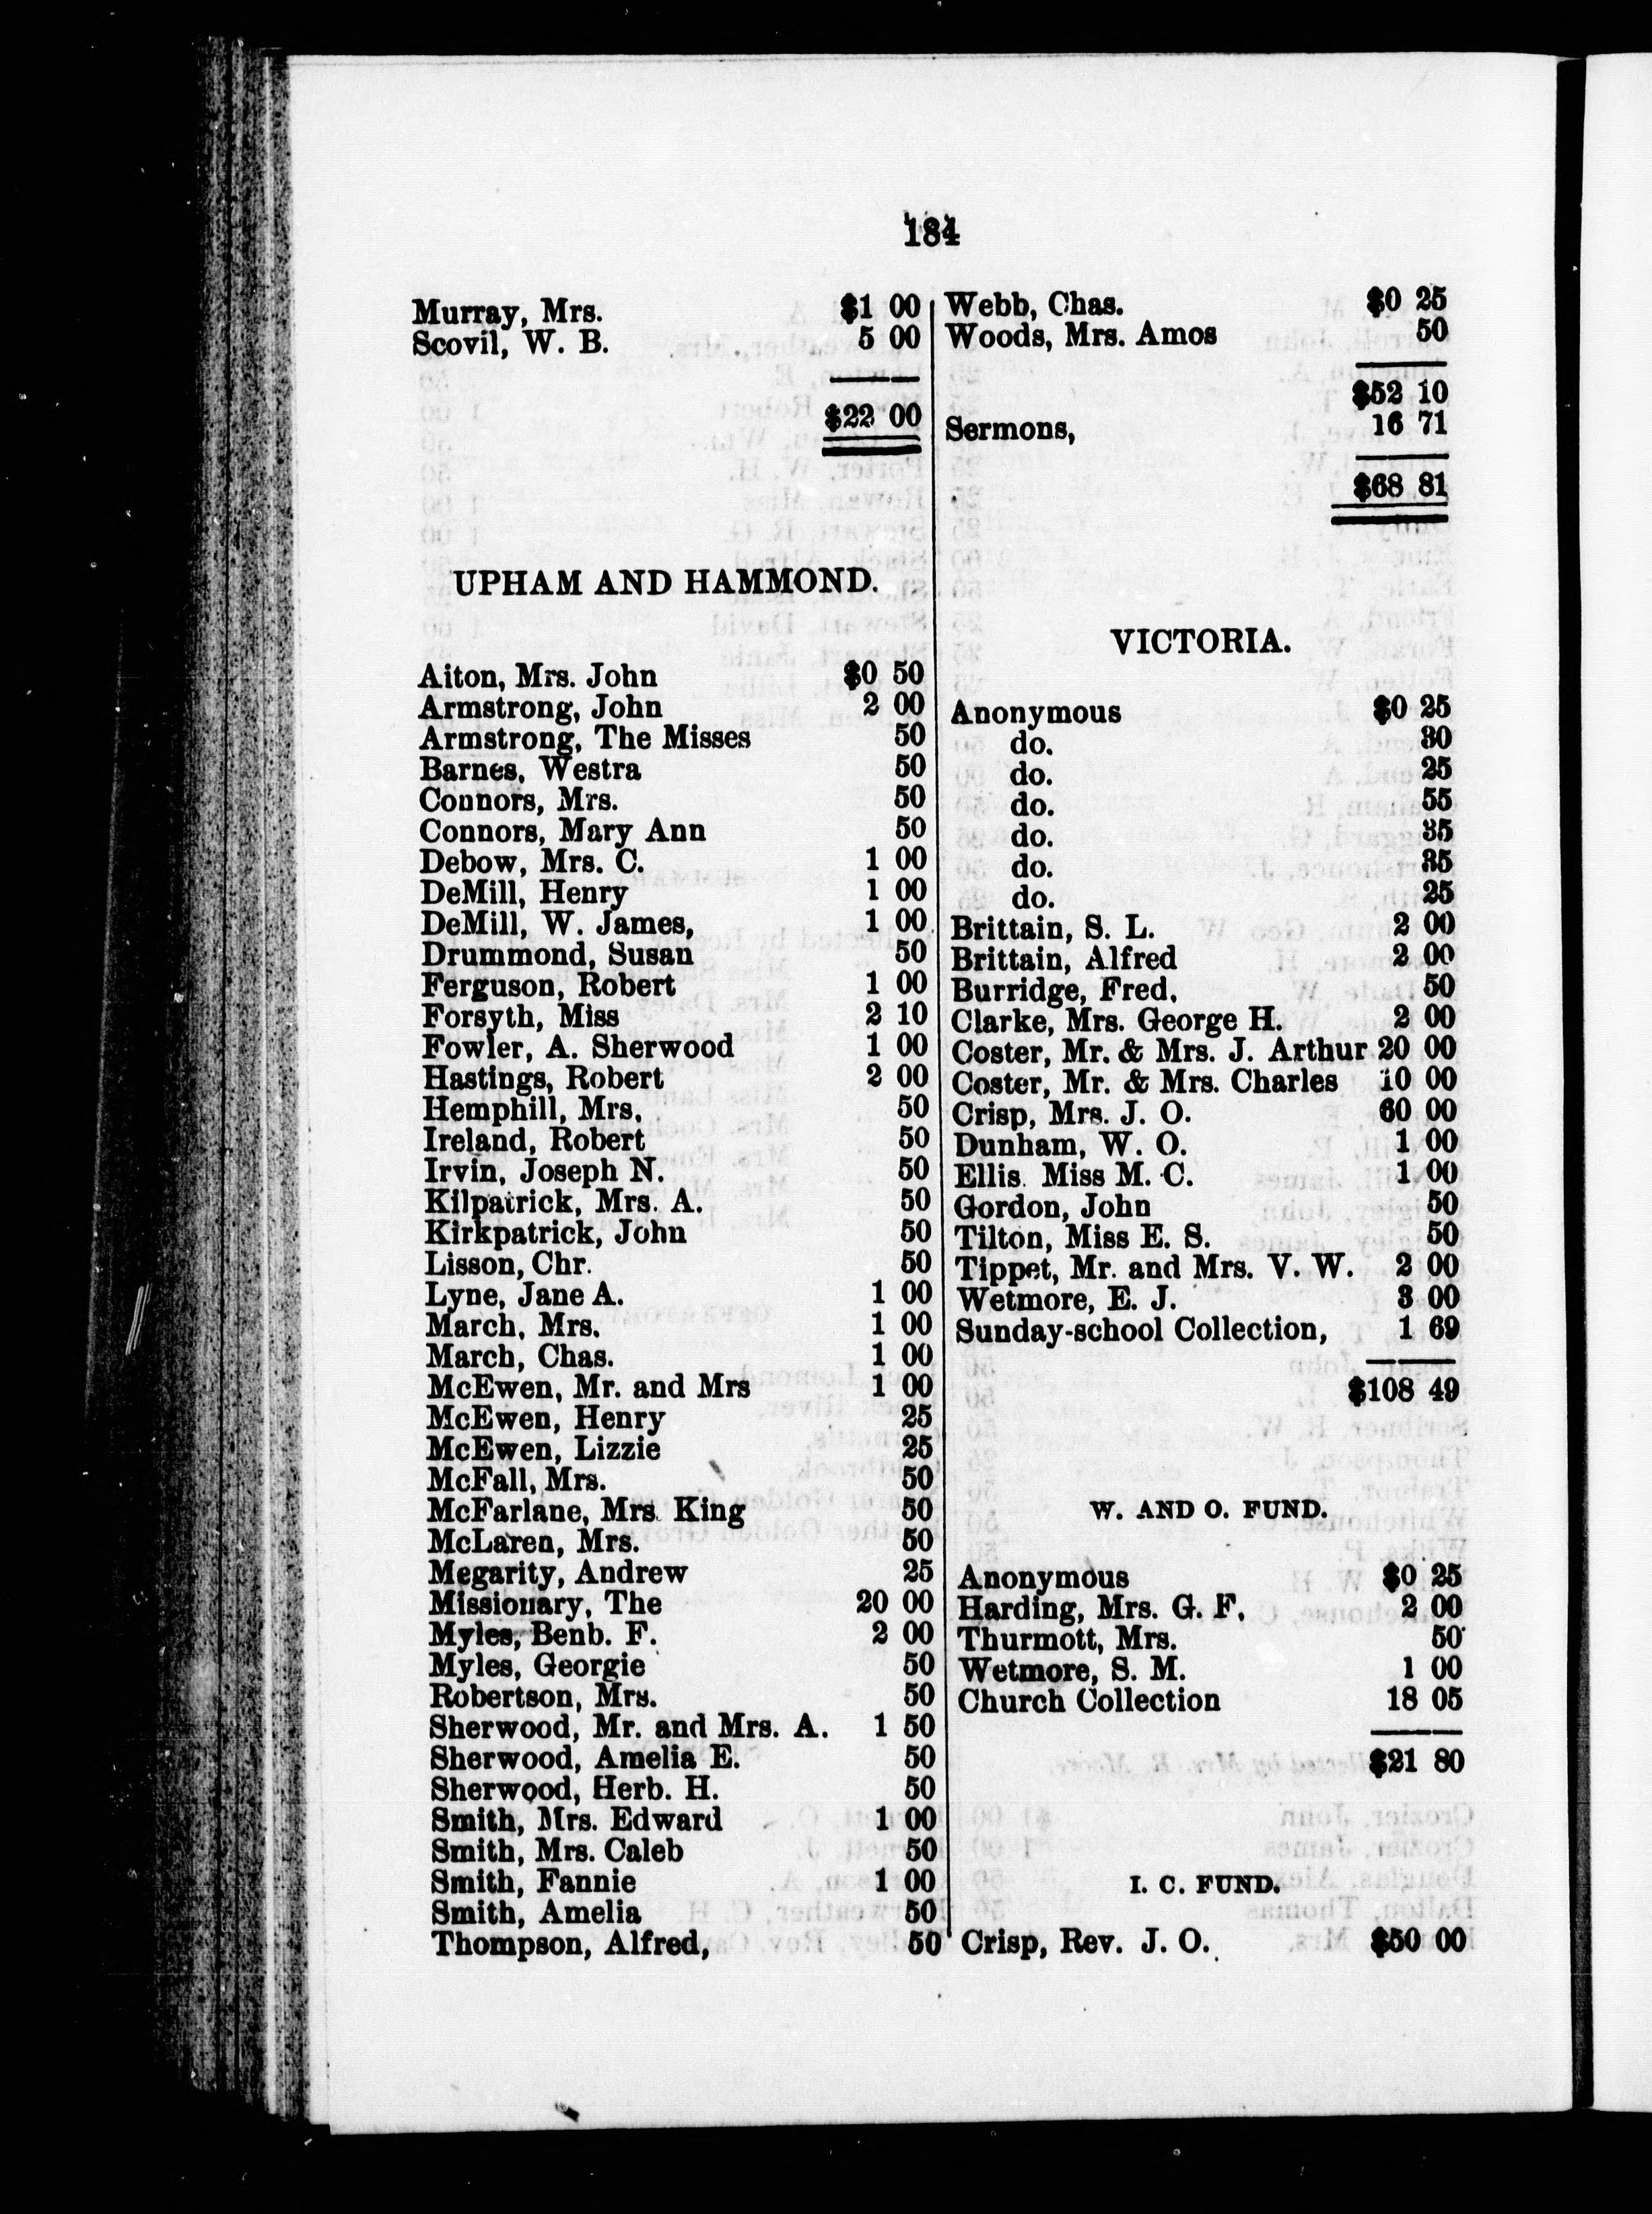 184
Murray, Mrs. $1 00
Scovil, W. B. 5 00
$22 00
UPHAM AND HAMMOND.
Aiton, Mrs. John $0 50
Armstrong, John 2 00
Armstrong, The Misses 50
Barnes, Westra 50
Connors, Mrs. 50
Connors, Mary Ann 50
Debow, Mrs. C. 1 00
DeMill, Henry 1 00
DeMill, W. James, 1 00
Drummond, Susan 50
Ferguson, Robert 1 00
Forsyth, Miss 2 10
Fowler, A. Sherwood 1 00
Hastings, Robert 2 00
Hemphill, Mrs. 50
Ireland, Robert 50
Irvin, Joseph N. 50
Kilpatrick, Mrs. A. 50
Kirkpatrick, John 50
Lisson, Chr. 50
Lyne, Jane A. 1 00
March, Mrs. 1 00
March, Chas. 1 00
McEwen, Mr. and Mrs 1 00
McEwen, Henry 25
McEwen, Lizzie 25
McFall, Mrs. 50
McFarlane, Mrs. King 50
McLaren, Mrs. 50
Megarity, Andrew 25
Missionary, The 20 00
Myles, Benb. F. 2 00
Myles, Georgie 50
Robertson, Mrs. 50
Sherwood, Mr. and Mrs. A. 1 50
Sherwood, Amelia E. 50
Sherwood, Herb. H. 50
Smith, Mrs. Edward 1 00
Smith, Mrs. Caleb 50
Smith, Fannie 1 00
Smith, Amelia 50
Thompson, Alfred, 50
Webb, Chas. $0 25
Woods, Mrs. Amos 50
$52 10
Sermons, 16 71
$68 81
VICTORIA.
Anonymous $0 25
do. 30
do. 25
do. 55
do. 35
do. 35
do. 25
Brittain, S. L. 2 00
Brittain, Alfred 2 00
Burridge, Fred. 50
Clarke, Mrs. George H. 2 00
Coster, Mr. & Mrs. J. Arthur 20 00
Coster, Mr. & Mrs. Charles 10 00
Crisp, Mrs. J. O. 60 00
Dunham, W. O. 1 00
Ellis. Miss M. C. 1 00
Gordon, John 50
Tilton, Miss E. S. 50
Tippet, Mr. and Mrs. V. W. 2 00
Wetmore, E. J. 3 00
Sunday-school Collection, 1 69
$108 49
W. AND O. FUND.
Anonymous $0 25
Harding, Mrs. G. F. 2 00
Thurmott, Mrs. 50
Wetmore, S. M. 1 00
Church Collection 18 05
$21 80
I. C. FUND.
Crisp, Rev. J. O. $50 00